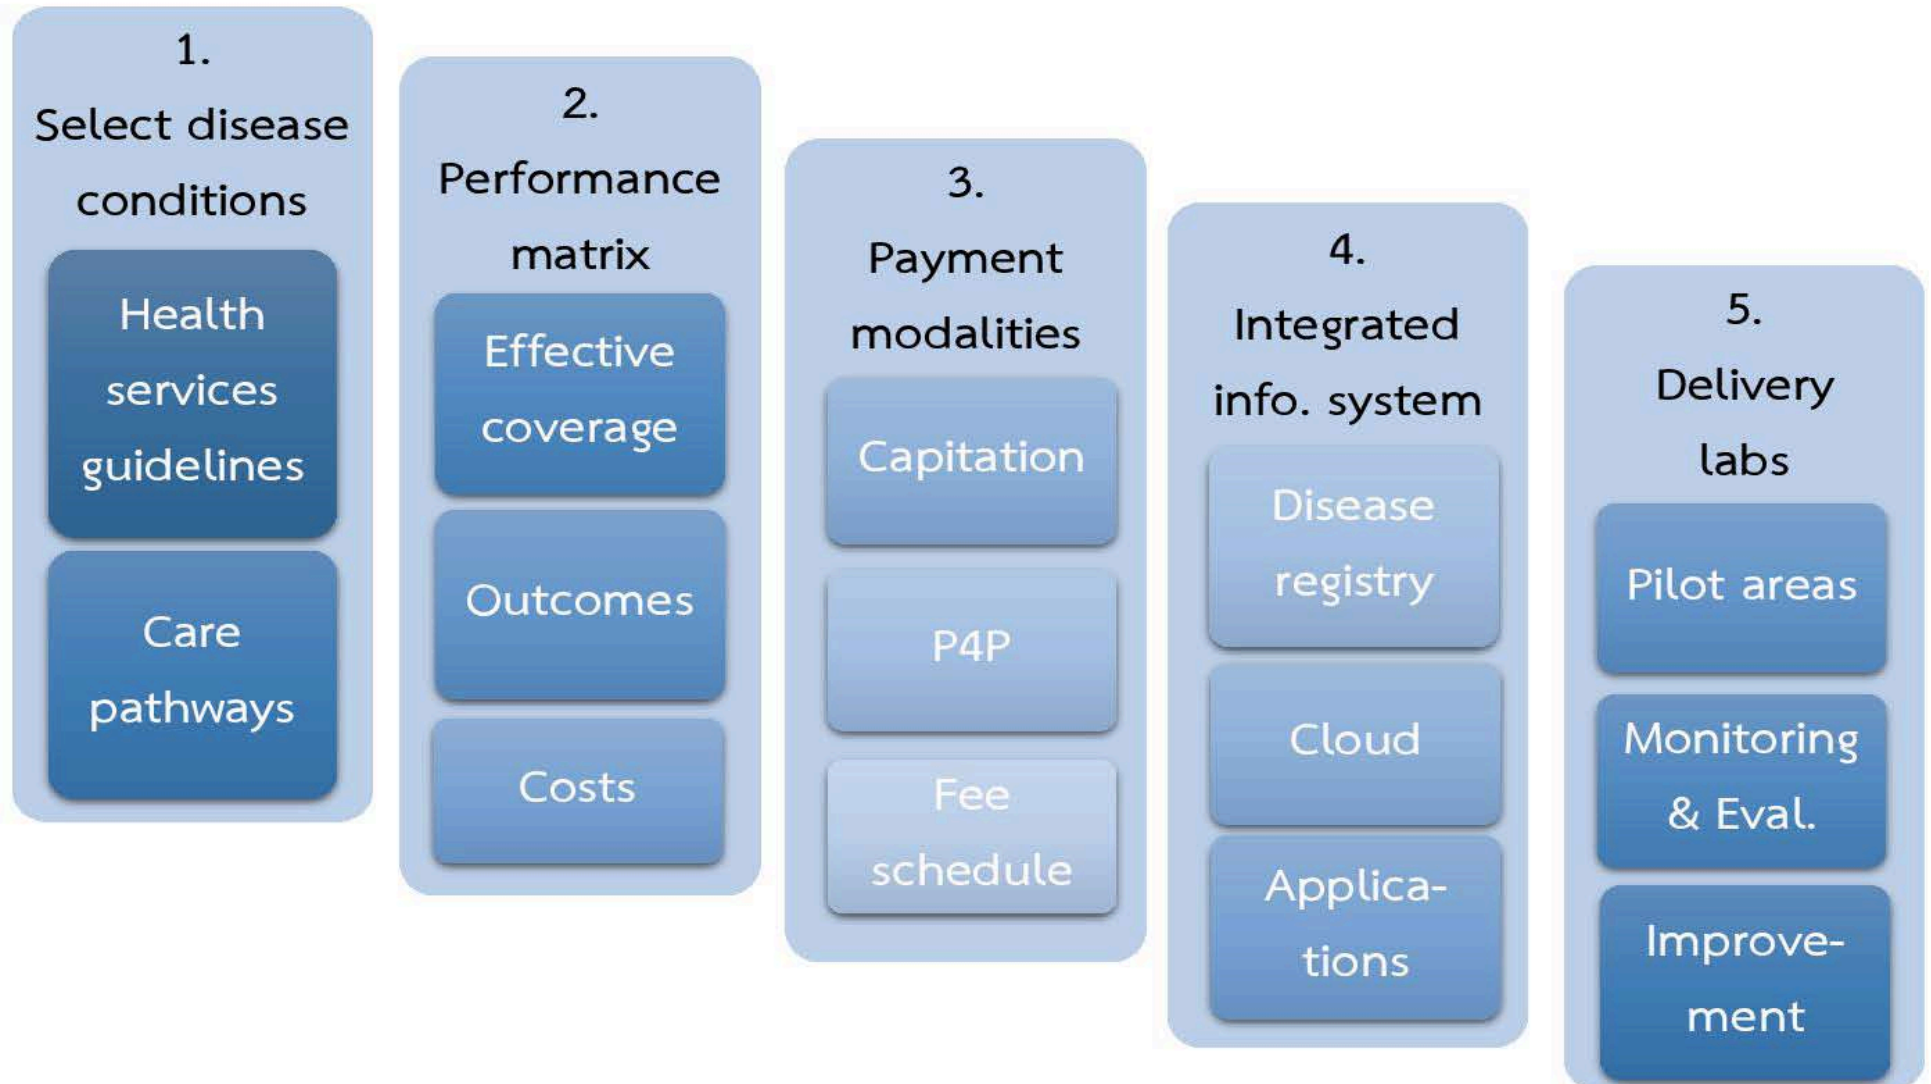 1.
Select disease
conditions
Health
services
guidelines
Care
pathways
2.
Performance
matrix
Effective
coverage
Outcomes
Costs
3.
Payment
modalities
Capitation
P4P
Fee
schedule
4.
Integrated
info. system
Disease
registry
Cloud
Applica-
tions
5.
Delivery
labs
Pilot areas
Monitoring
& Eval.
Improve-
ment